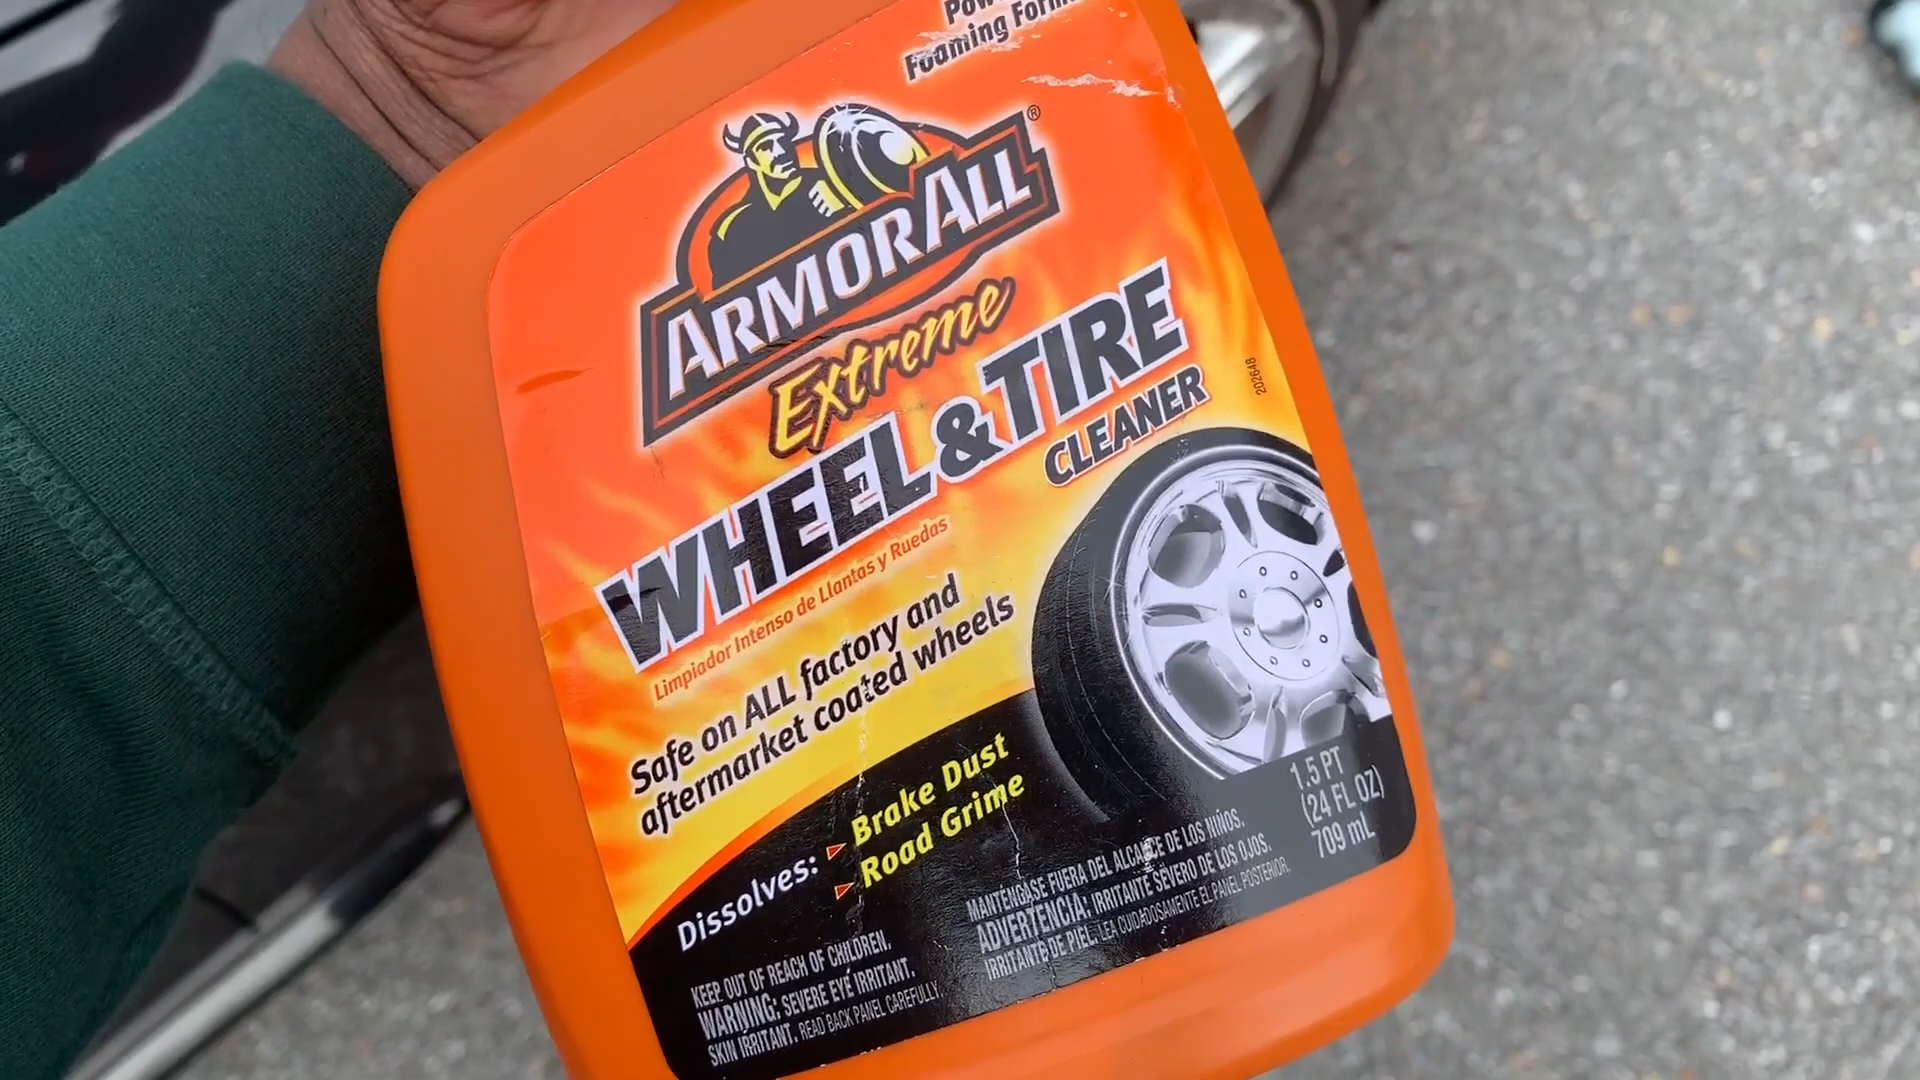 Foaming
ARMOR ALL®
Extreme
WHEEL & TIRE
CLEANER
Limpiador Intenso de Llantas y Ruedas
Safe on ALL factory and
aftermarket coated wheels
Dissolves:
Brake Dust
Road Grime
202648
1.5 PT
(24 FL OZ)
709 mL
KEEP OUT OF REACH OF CHILDREN.
WARNING: SEVERE EYE IRRITANT.
SKIN IRRITANT. READ BACK PANEL CAREFULLY.
MANTÉNGASE FUERA DEL ALCANCE DE LOS NIÑOS.
ADVERTENCIA: IRRITANTE SEVERO DE LOS OJOS.
IRRITANTE DE PIEL. LEA CUIDADOSAMENTE EL PANEL POSTERIOR.